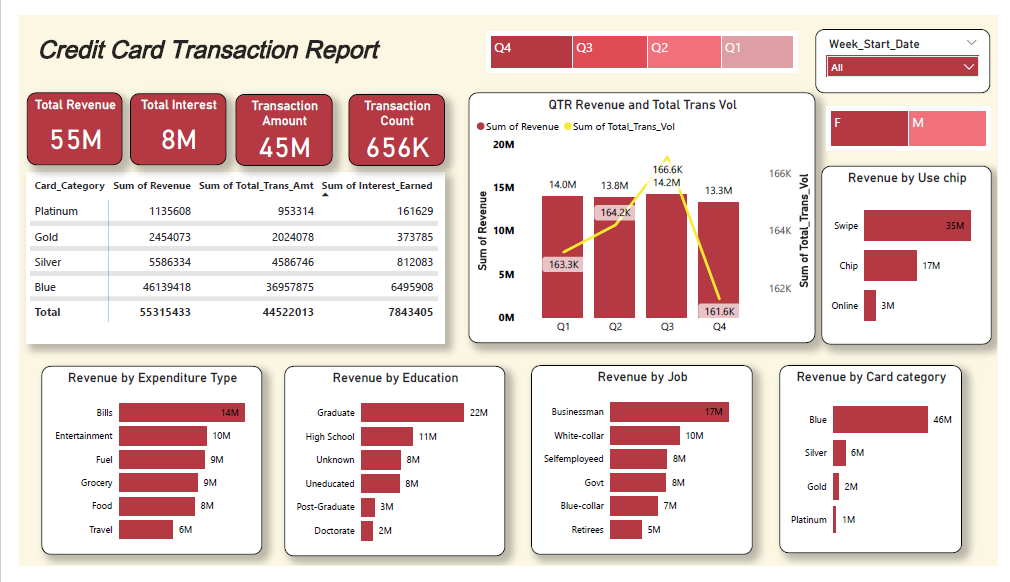 Credit Card Transaction Report
Q4 Q3 Q2 Q1
Week_Start_Date
All
F M
Total Revenue
55M
Total Interest
8M
Transaction
Amount
45M
Transaction
Count
656K
Card_Category Sum of Revenue Sum of Total_Trans_Amt Sum of Interest_Earned
Platinum 1135608 953314 161629
Gold 2454073 2024078 373785
Silver 5586334 4586746 812083
Blue 46139418 36957875 6495908
Total 55315433 44522013 7843405
QTR Revenue and Total Trans Vol
Sum of Revenue Sum of Total_Trans_Vol
Sum of Revenue
20M
15M
10M
5M
0M
14.0M 13.8M 14.2M 13.3M
163.3K 164.2K 166.6K 161.6K
Q1 Q2 Q3 Q4
166K
164K
162K
Sum of Total_Trans_Vol
Revenue by Use chip
Swipe 35M
Chip 17M
Online 3M
Revenue by Expenditure Type
Bills 14M
Entertainment 10M
Fuel 9M
Grocery 9M
Food 8M
Travel 6M
Revenue by Education
Graduate 22M
High School 11M
Unknown 8M
Uneducated 8M
Post-Graduate 3M
Doctorate 2M
Revenue by Job
Businessman 17M
White-collar 10M
Selfemployeed 8M
Govt 8M
Blue-collar 7M
Retirees 5M
Revenue by Card category
Blue 46M
Silver 6M
Gold 2M
Platinum 1M